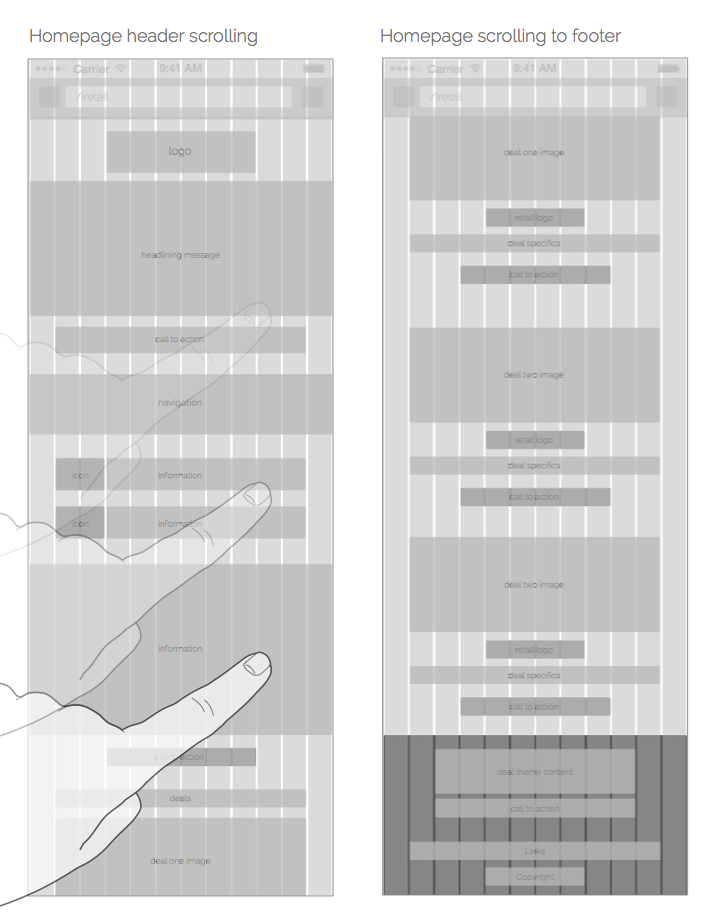 Homepage header scrolling
Carrier 9:41 AM
/retail
logo
headlining message
call to action
navigation
icon information
icon information
information
action
deals
deal one image
Homepage scrolling to footer
Carrier 9:41 AM
/retail
deal one image
retail logo
deal specifics
call to action
deal two image
retail logo
deal specifics
call to action
deal two image
retail logo
deal specifics
call to action
deal theme content
call to action
Links
Copyright